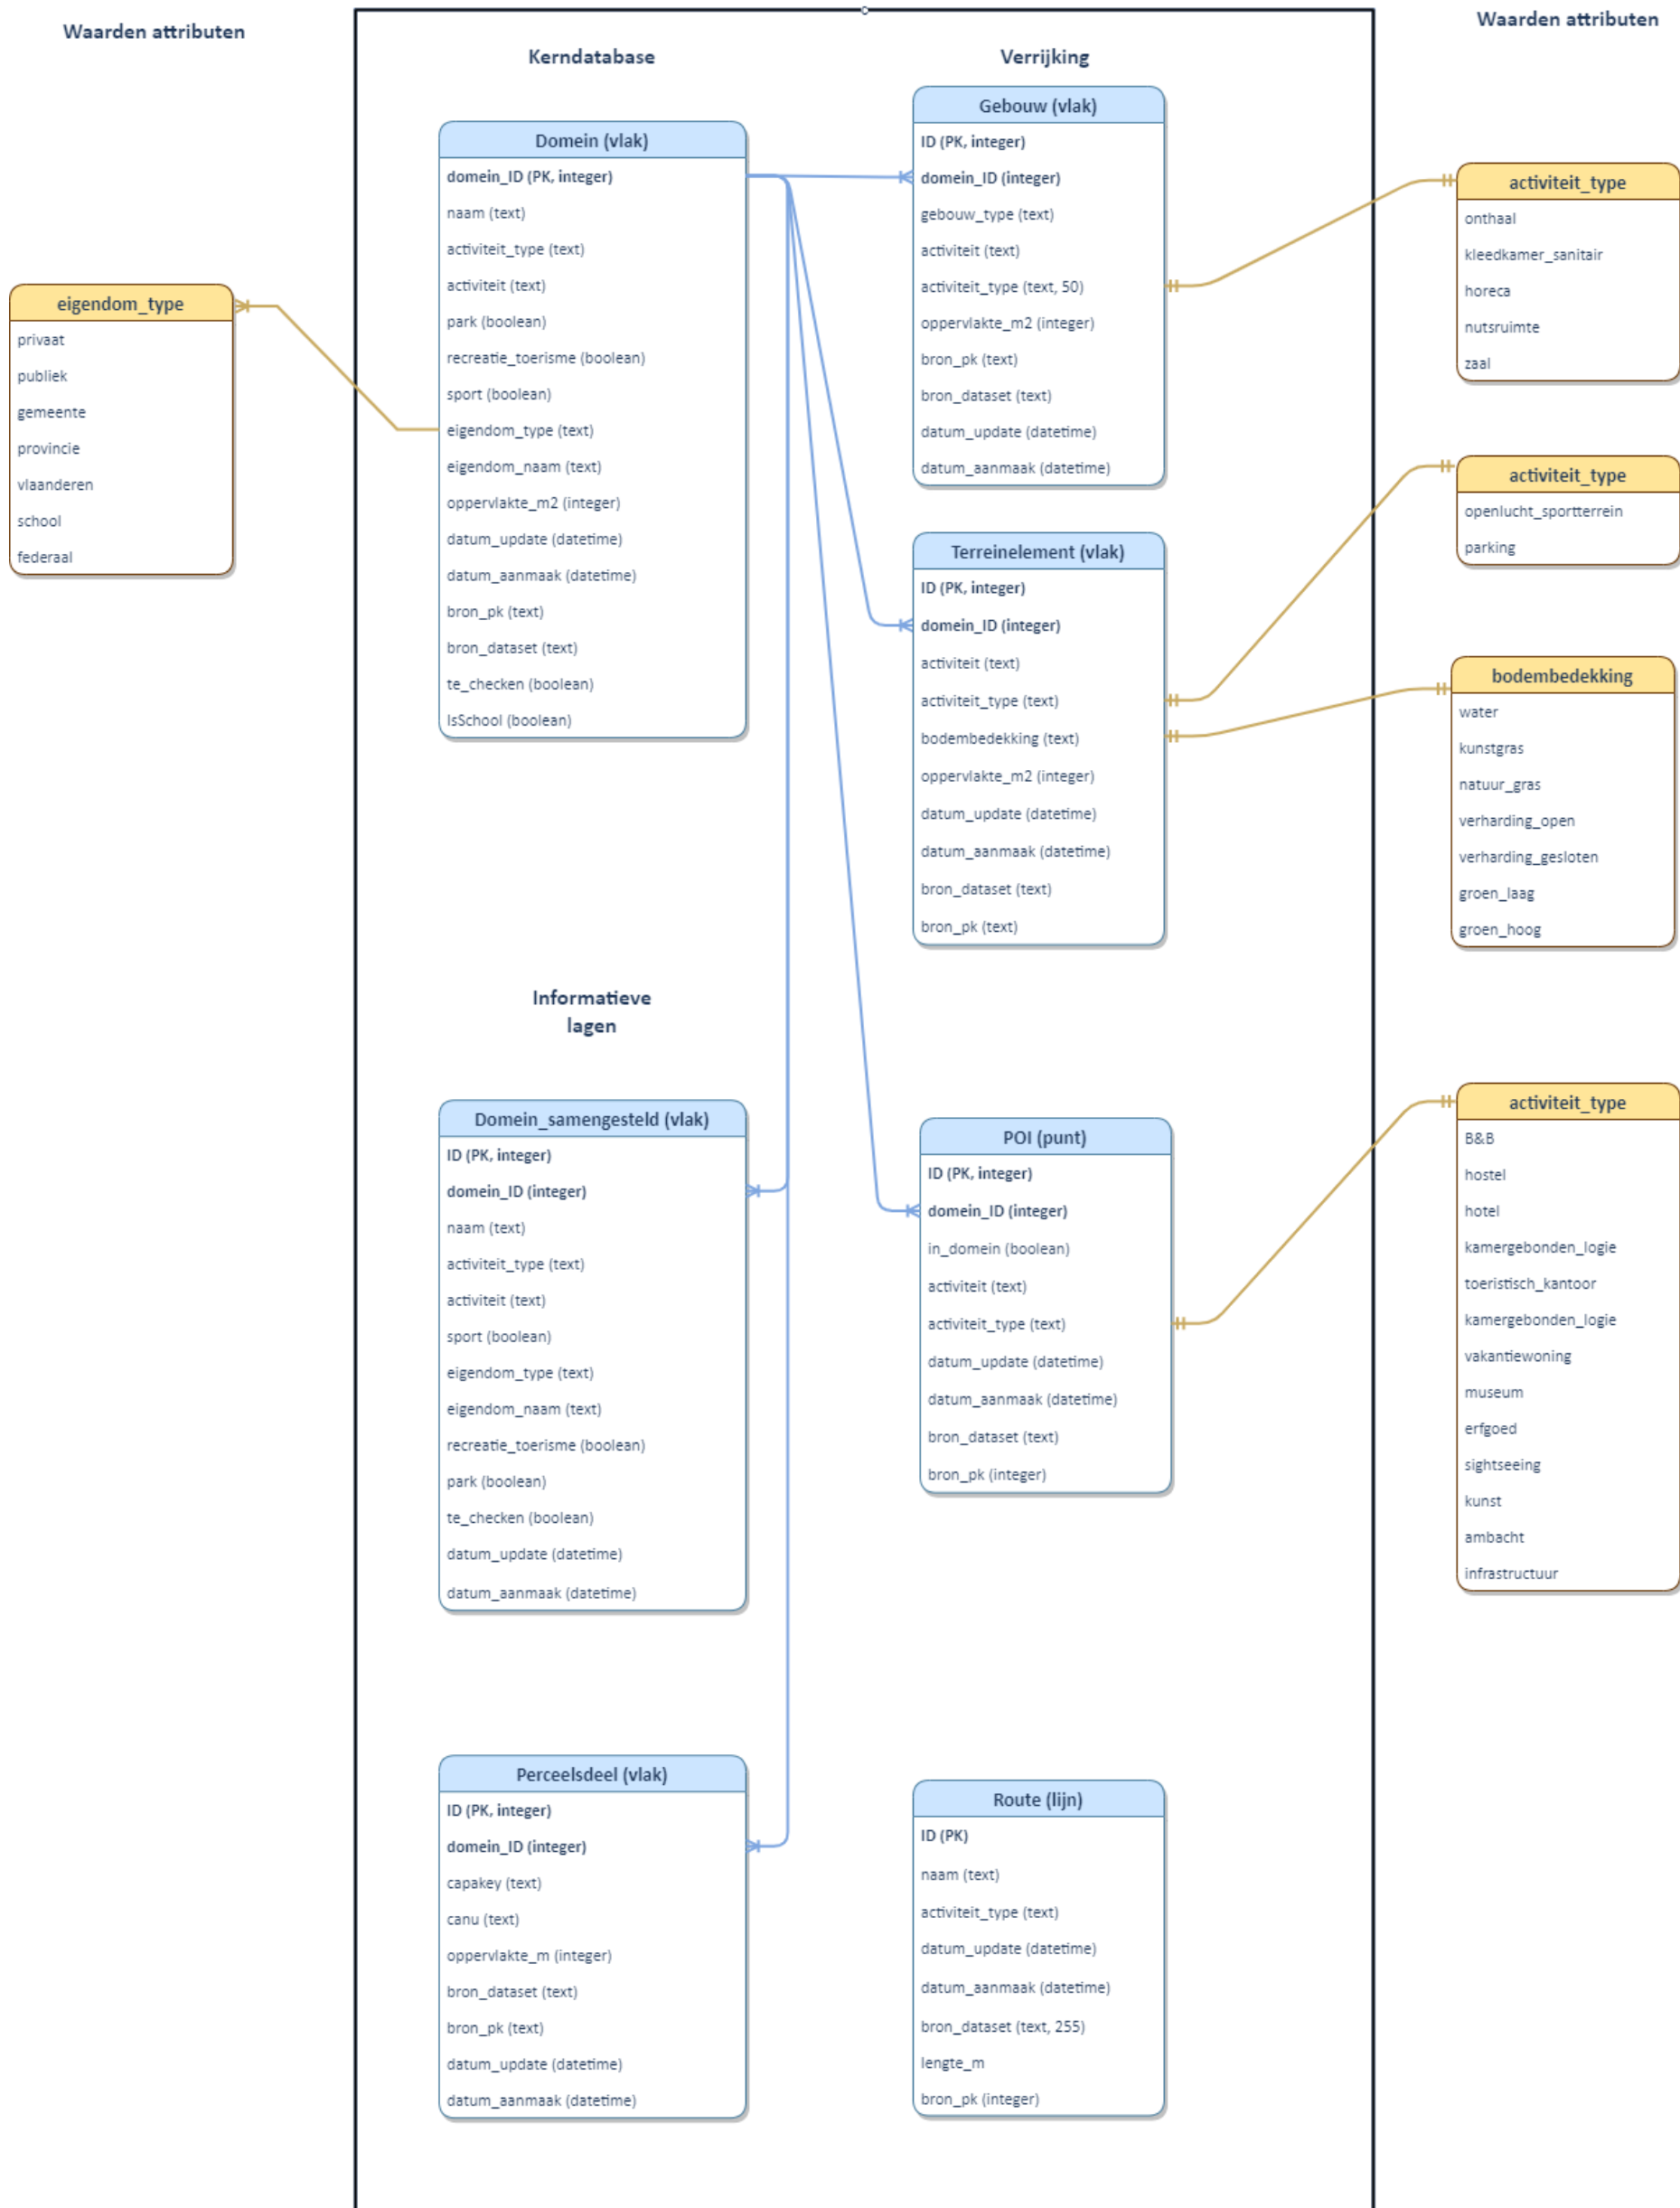 Waarden attributen
eigendom_type
privaat
publiek
gemeente
provincie
vlaanderen
school
federaal
Kerndatabase
Domein (vlak)
domein_ID (PK, integer)
naam (text)
activiteit_type (text)
activiteit (text)
park (boolean)
recreatie_toerisme (boolean)
sport (boolean)
eigendom_type (text)
eigendom_naam (text)
oppervlakte_m2 (integer)
datum_update (datetime)
datum_aanmaak (datetime)
bron_pk (text)
bron_dataset (text)
te_checken (boolean)
IsSchool (boolean)
Informatieve
lagen
Domein_samengesteld (vlak)
ID (PK, integer)
domein_ID (integer)
naam (text)
activiteit_type (text)
activiteit (text)
sport (boolean)
eigendom_type (text)
eigendom_naam (text)
recreatie_toerisme (boolean)
park (boolean)
te_checken (boolean)
datum_update (datetime)
datum_aanmaak (datetime)
Perceelsdeel (vlak)
ID (PK, integer)
domein_ID (integer)
capakey (text)
canu (text)
oppervlakte_m (integer)
bron_dataset (text)
bron_pk (text)
datum_update (datetime)
datum_aanmaak (datetime)
Verrijking
Gebouw (vlak)
ID (PK, integer)
domein_ID (integer)
gebouw_type (text)
activiteit (text)
activiteit_type (text, 50)
oppervlakte_m2 (integer)
bron_pk (text)
bron_dataset (text)
datum_update (datetime)
datum_aanmaak (datetime)
Terreinelement (vlak)
ID (PK, integer)
domein_ID (integer)
activiteit (text)
activiteit_type (text)
bodembedekking (text)
oppervlakte_m2 (integer)
datum_update (datetime)
datum_aanmaak (datetime)
bron_dataset (text)
bron_pk (text)
POI (punt)
ID (PK, integer)
domein_ID (integer)
in_domein (boolean)
activiteit (text)
activiteit_type (text)
datum_update (datetime)
datum_aanmaak (datetime)
bron_dataset (text)
bron_pk (integer)
Route (lijn)
ID (PK)
naam (text)
activiteit_type (text)
datum_update (datetime)
datum_aanmaak (datetime)
bron_dataset (text, 255)
lengte_m
bron_pk (integer)
Waarden attributen
activiteit_type
onthaal
kleedkamer_sanitair
horeca
nutsruimte
zaal
activiteit_type
openlucht_sportterrein
parking
bodembedekking
water
kunstgras
natuur_gras
verharding_open
verharding_gesloten
groen_laag
groen_hoog
activiteit_type
B&B
hostel
hotel
kamergebonden_logie
toeristisch_kantoor
kamergebonden_logie
vakantiewoning
museum
erfgoed
sightseeing
kunst
ambacht
infrastructuur